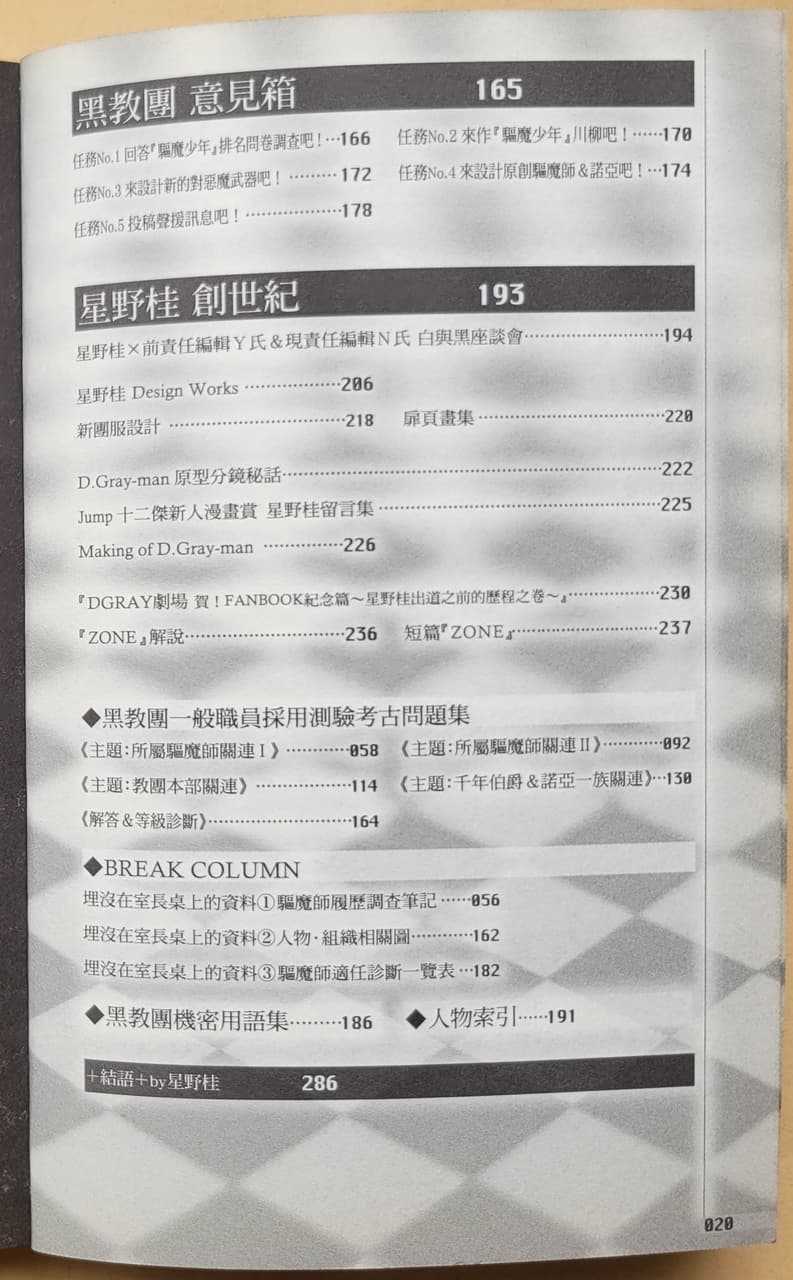 黑教團 意見箱 165
任務No.1 回答『驅魔少年』排名問卷調查吧!…166 任務No.2 來作『驅魔少年』川柳吧!……170
任務No.3 來設計新的對惡魔武器吧!………172 任務No.4 來設計原創驅魔師&諾亞吧!…174
任務No.5 投稿聲援訊息吧!………………178
星野桂 創世紀 193
星野桂×前責任編輯Y氏&現責任編輯N氏 白與黑座談會………………………194
星野桂 Design Works………………206
新團服設計………………………………218 扉頁畫集………………………………220
D.Gray-man 原型分鏡秘話……………………………………………………………222
Jump 十二傑新人漫畫賞 星野桂留言集………………………………………………225
Making of D.Gray-man ……………226
『DGRAY劇場 賀!FANBOOK紀念篇~星野桂出道之前的歷程之卷~』……………………230
『ZONE』解說………………………………236 短篇『ZONE』…………………………237
◆黑教團一般職員採用測驗考古問題集
《主題:所屬驅魔師關連I》…………058 《主題:所屬驅魔師關連II》…………092
《主題:教團本部關連》………………114 《主題:千年伯爵&諾亞一族關連》…130
《解答&等級診斷》………………………164
◆BREAK COLUMN
埋沒在室長桌上的資料①驅魔師履歷調查筆記……056
埋沒在室長桌上的資料②人物·組織相關圖…………162
埋沒在室長桌上的資料③驅魔師適任診斷一覽表…182
◆黑教團機密用語集………186 ◆人物索引……191
+結語+by星野桂 286
020